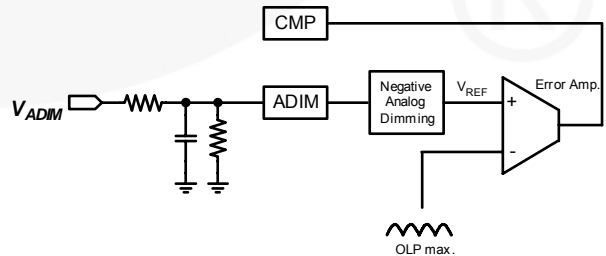 CMP
V_ADIM
ADIM
Negative
Analog
Dimming
V_REF
Error Amp.
+
-
OLP max.